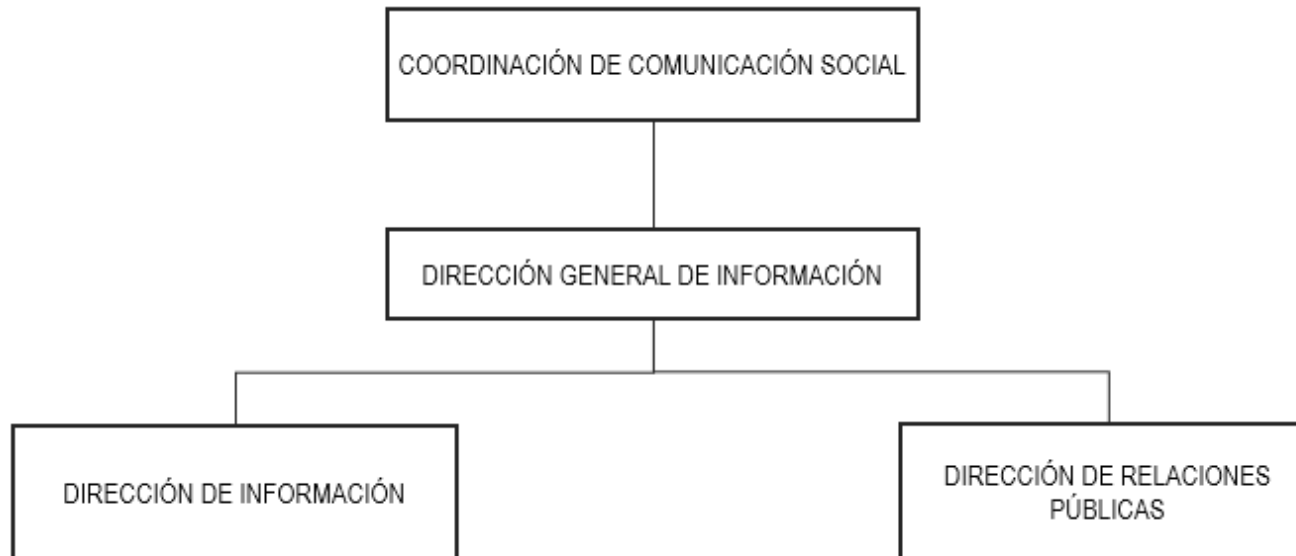 COORDINACIÓN DE COMUNICACIÓN SOCIAL
DIRECCIÓN GENERAL DE INFORMACIÓN
DIRECCIÓN DE INFORMACIÓN
DIRECCIÓN DE RELACIONES
PÚBLICAS